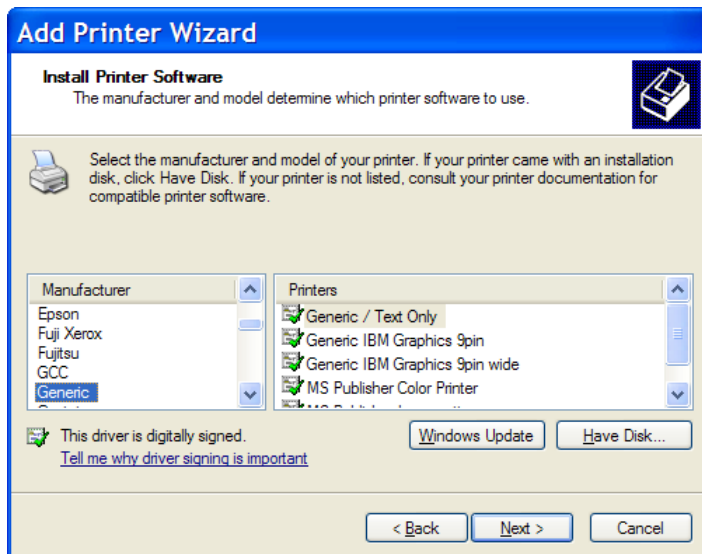 Add Printer Wizard
Install Printer Software
The manufacturer and model determine which printer software to use.
Select the manufacturer and model of your printer. If your printer came with an installation
disk, click Have Disk. If your printer is not listed, consult your printer documentation for
compatible printer software.
Manufacturer
Epson
Fuji Xerox
Fujitsu
GCC
Generic
Printers
Generic / Text Only
Generic IBM Graphics 9pin
Generic IBM Graphics 9pin wide
MS Publisher Color Printer
This driver is digitally signed.
Tell me why driver signing is important
Windows Update
Have Disk...
< Back
Next >
Cancel